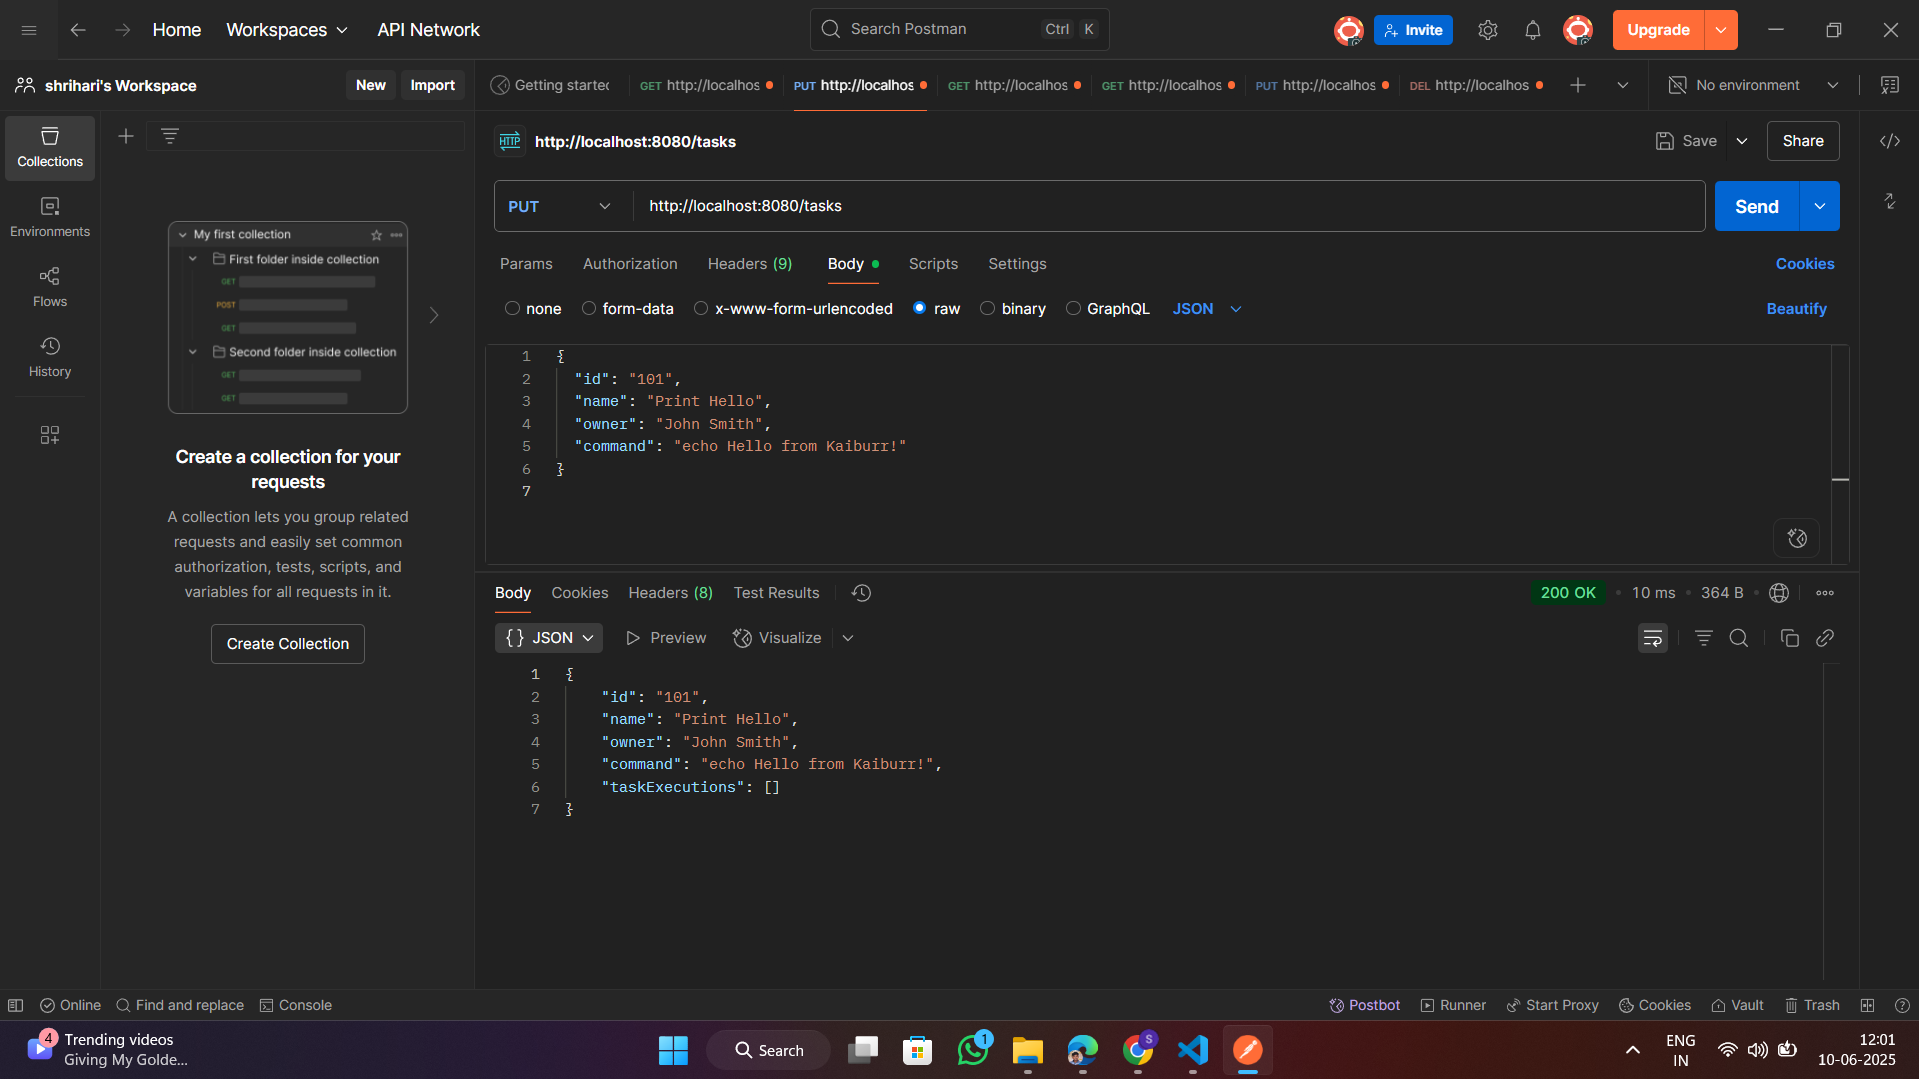 Home
Workspaces
API Network
Search Postman
Ctrl K
Invite
Upgrade
shrihari's Workspace
New
Import
Getting started
GET http://localhos
PUT http://localhos
GET http://localhos
GET http://localhos
PUT http://localhos
DEL http://localhos
No environment
Collections
Environments
Flows
History
My first collection
First folder inside collection
GET
POST
GET
Second folder inside collection
GET
GET
Create a collection for your
requests
A collection lets you group related
requests and easily set common
authorization, tests, scripts, and
variables for all requests in it.
Create Collection
HTTP http://localhost:8080/tasks
Save
Share
PUT
http://localhost:8080/tasks
Send
Params
Authorization
Headers (9)
Body
Scripts
Settings
Cookies
none
form-data
x-www-form-urlencoded
raw
binary
GraphQL
JSON
Beautify
1 {
2 "id": "101",
3 "name": "Print Hello",
4 "owner": "John Smith",
5 "command": "echo Hello from Kaiburr!"
6 }
7
Body
Cookies
Headers (8)
Test Results
200 OK
10 ms
364 B
{} JSON
Preview
Visualize
1 {
2 "id": "101",
3 "name": "Print Hello",
4 "owner": "John Smith",
5 "command": "echo Hello from Kaiburr!",
6 "taskExecutions": []
7 }
Online
Find and replace
Console
Postbot
Runner
Start Proxy
Cookies
Vault
Trash
4
Trending videos
Giving My Golde...
Search
1
S
ENG
IN
12:01
10-06-2025